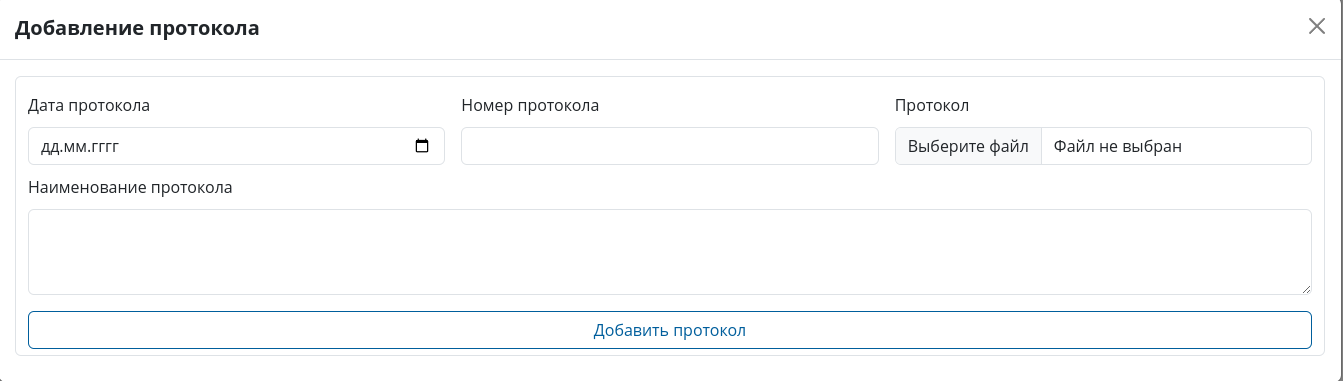 Добавление протокола
Дата протокола
Номер протокола
Протокол
дд.мм.гггг
Выберите файл
Файл не выбран
Наименование протокола
Добавить протокол